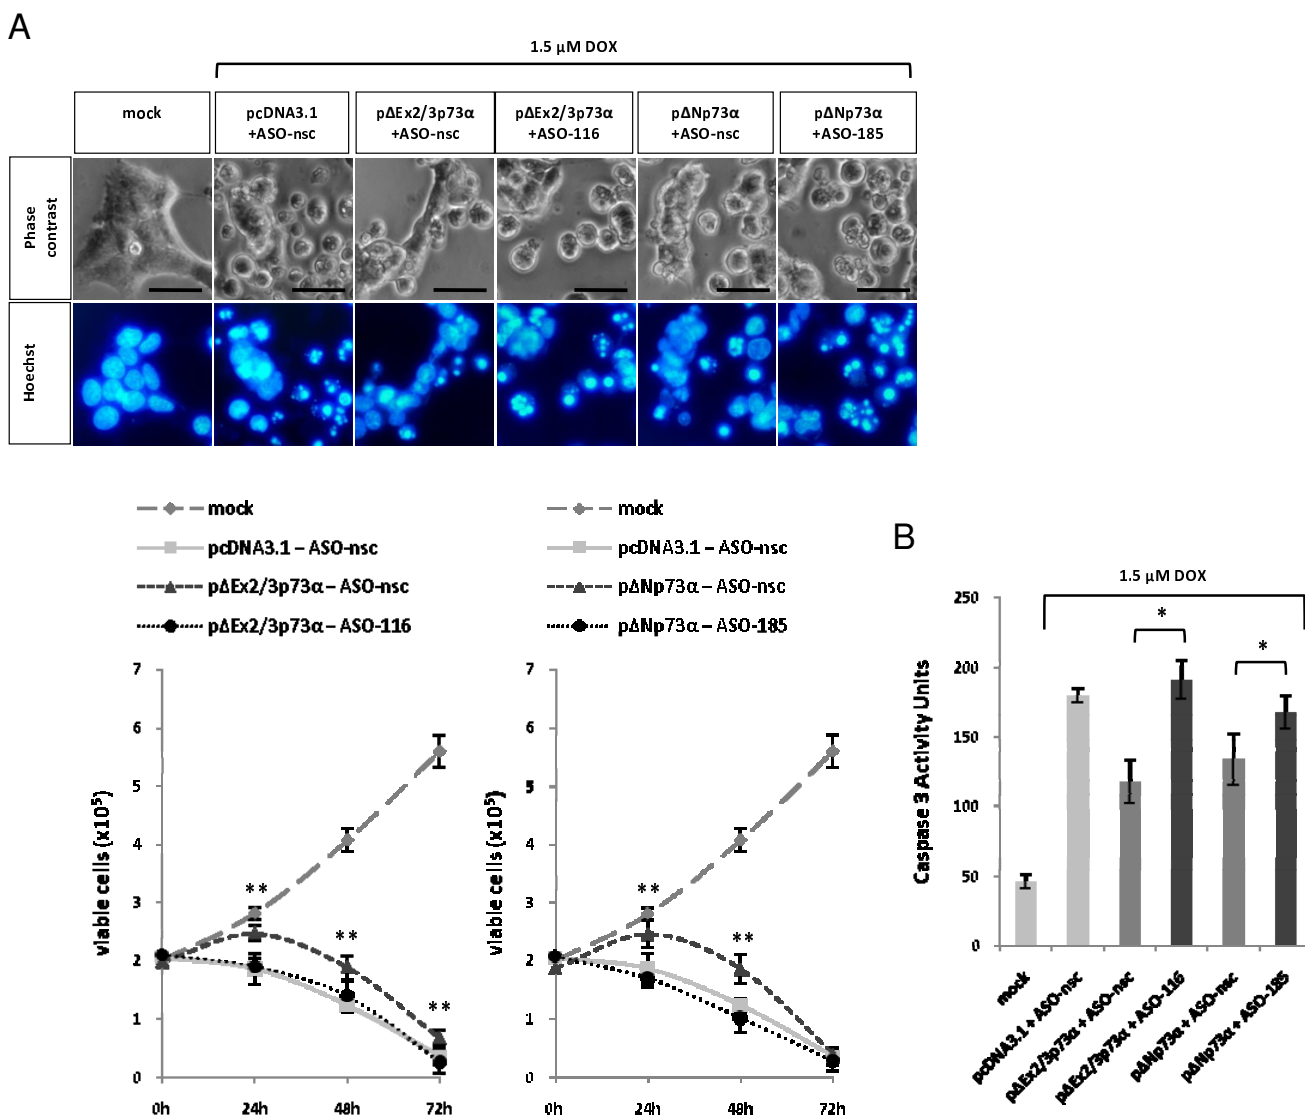 A
1.5 µM DOX
mock
pcDNA3.1
+ASO-nsc
pΔEx2/3p73α
+ASO-nsc
pΔEx2/3p73α
+ASO-116
pΔNp73α
+ASO-nsc
pΔNp73α
+ASO-185
Phase
contrast
Hoechst
mock
pcDNA3.1 – ASO-nsc
pΔEx2/3p73α – ASO-nsc
pΔEx2/3p73α – ASO-116
7
6
5
4
3
2
1
0
Viable cells (x10⁵)
**
**
**
0h 24h 48h 72h
mock
pcDNA3.1 – ASO-nsc
pΔNp73α – ASO-nsc
pΔNp73α – ASO-185
7
6
5
4
3
2
1
0
Viable cells (x10⁵)
**
**
0h 24h 48h 72h
B
1.5 µM DOX
*
*
250
200
150
100
50
0
Caspase 3 Activity Units
mock
pcDNA3.1 + ASO-nsc
pΔEx2/3p73α + ASO-nsc
pΔEx2/3p73α + ASO-116
pΔNp73α + ASO-nsc
pΔNp73α + ASO-185